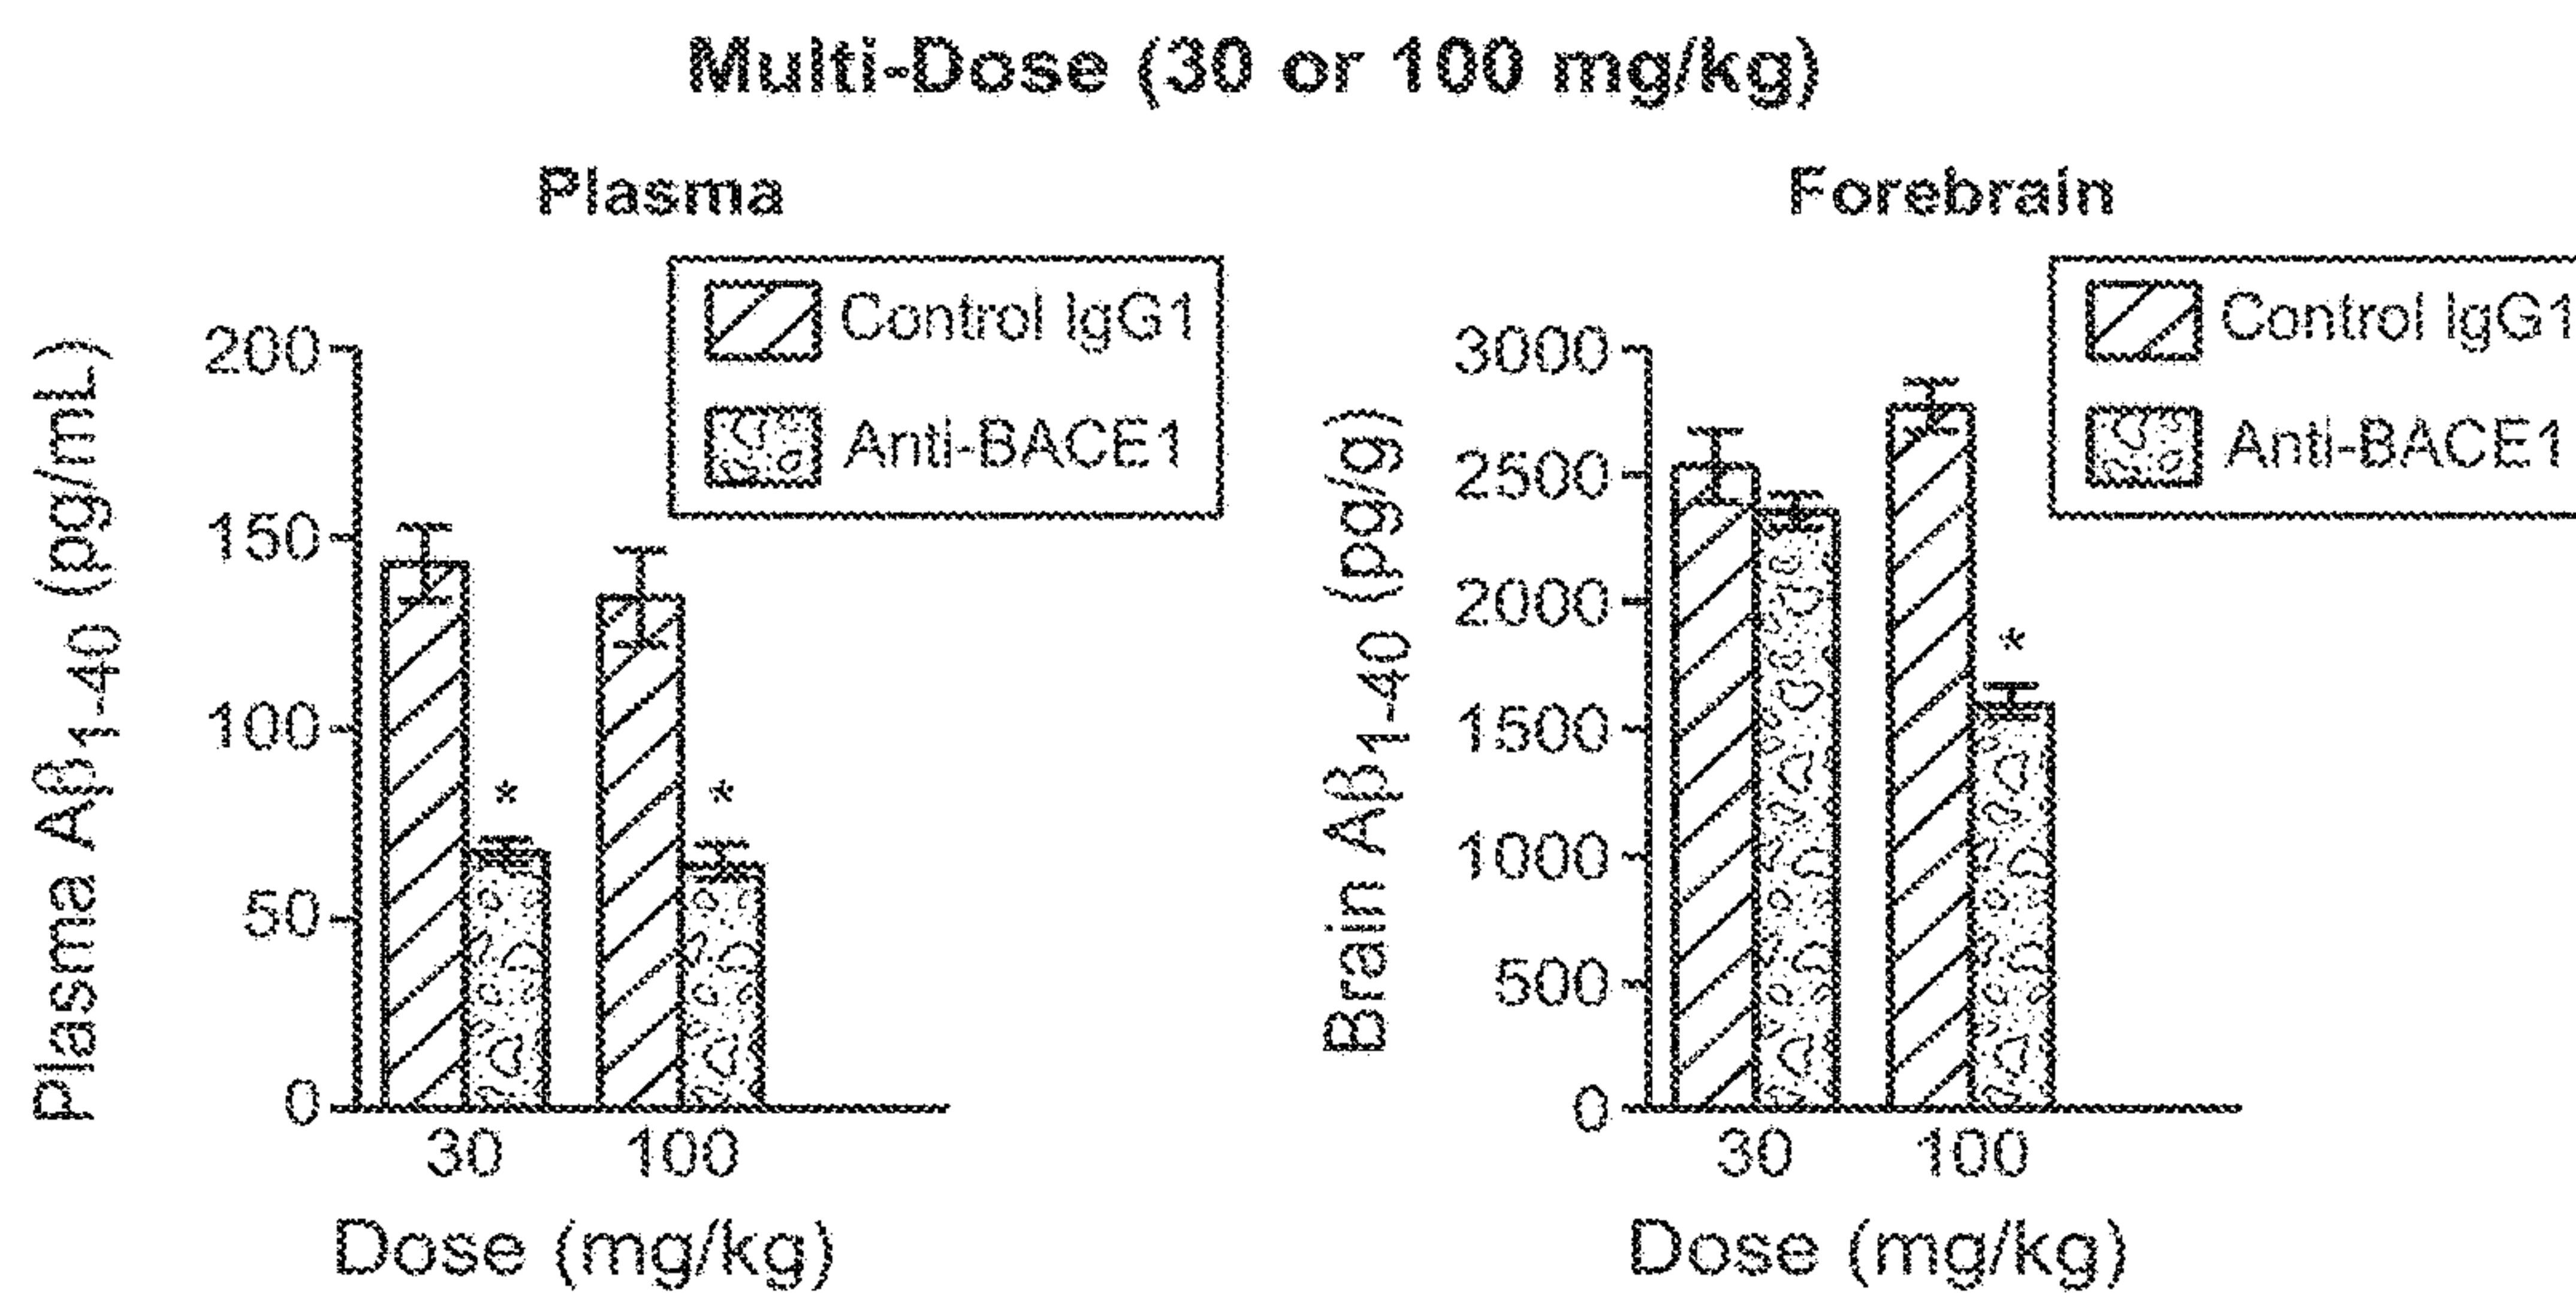 Multi-Dose (30 or 100 mg/kg)
Plasma
Control IgG1
Anti-BACE1
Plasma Aβ1-40 (pg/mL)
200
150
100
50
0
*
*
30 100
Dose (mg/kg)
Forebrain
Control IgG1
Anti-BACE1
Brain Aβ1-40 (pg/g)
3000
2500
2000
1500
1000
500
0
*
30 100
Dose (mg/kg)